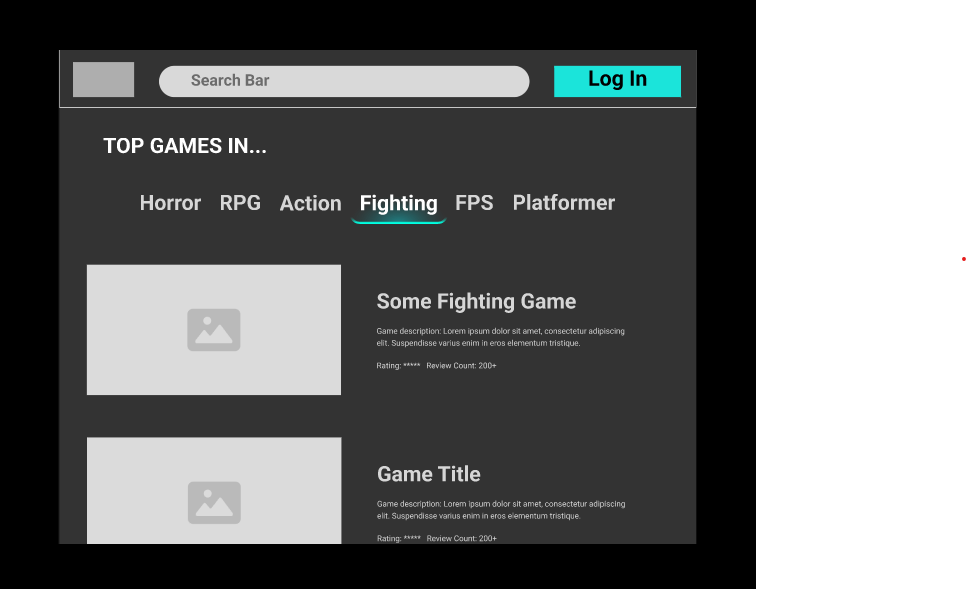 Search Bar
Log In
TOP GAMES IN...
Horror RPG Action Fighting FPS Platformer
Some Fighting Game
Game description: Lorem ipsum dolor sit amet, consectetur adipiscing
elit. Suspendisse varius enim in eros elementum tristique.
Rating: ***** Review Count: 200+
Game Title
Game description: Lorem ipsum dolor sit amet, consectetur adipiscing
elit. Suspendisse varius enim in eros elementum tristique.
Rating: ***** Review Count: 200+